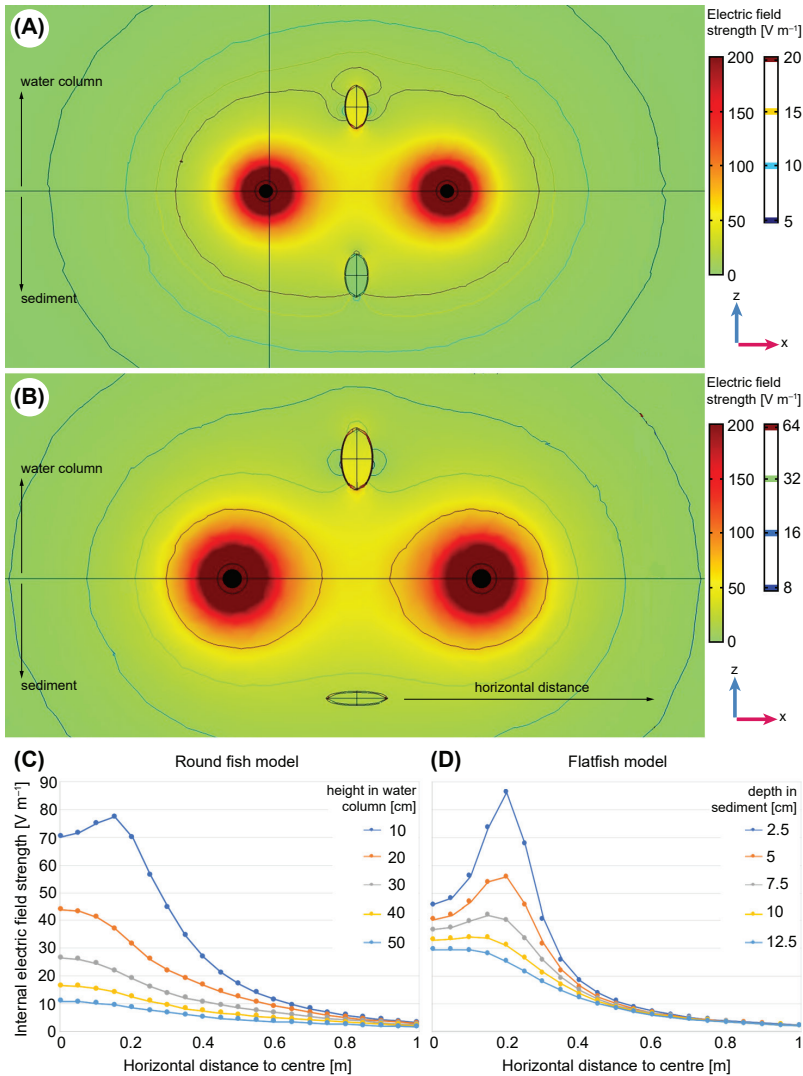 (A)
water column
sediment
Electric field
strength [V m⁻¹]
200
150
100
50
0
20
15
10
5
z
x
(B)
water column
sediment
horizontal distance
Electric field
strength [V m⁻¹]
200
150
100
50
0
64
32
16
8
z
x
(C)
Round fish model
Internal electric field strength [V m⁻¹]
90
80
70
60
50
40
30
20
10
0
height in water
column [cm]
10
20
30
40
50
0
0.2
0.4
0.6
0.8
1
Horizontal distance to centre [m]
(D)
Flatfish model
depth in
sediment [cm]
2.5
5
7.5
10
12.5
0
0.2
0.4
0.6
0.8
1
Horizontal distance to centre [m]